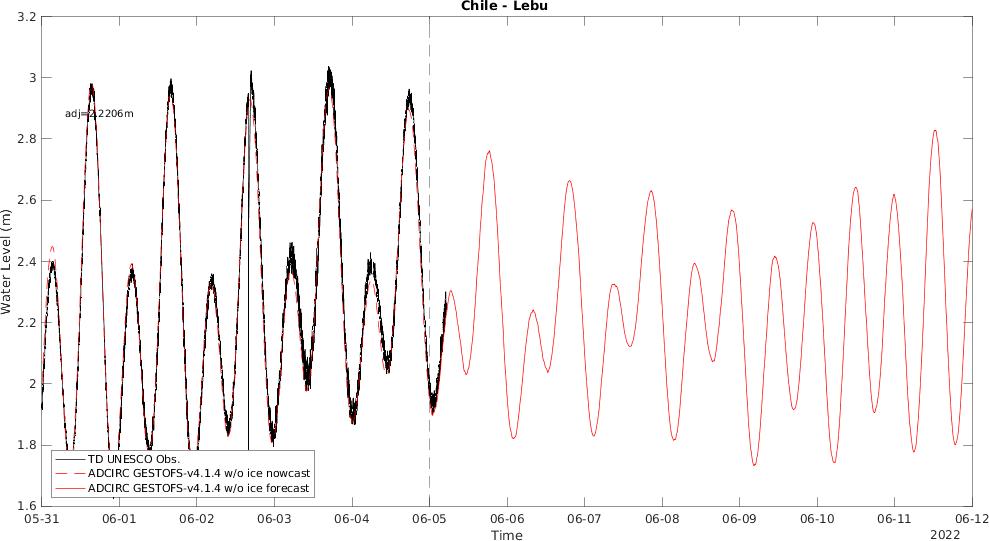 Chile - Lebu
3.2
3
2.8
2.6
2.4
2.2
2
1.8
1.6
Water Level (m)
adj=2.2206m
TD UNESCO Obs.
ADCIRC GESTOFS-v4.1.4 w/o ice nowcast
ADCIRC GESTOFS-v4.1.4 w/o ice forecast
05-31 06-01 06-02 06-03 06-04 06-05 06-06 06-07 06-08 06-09 06-10 06-11 06-12
Time
2022